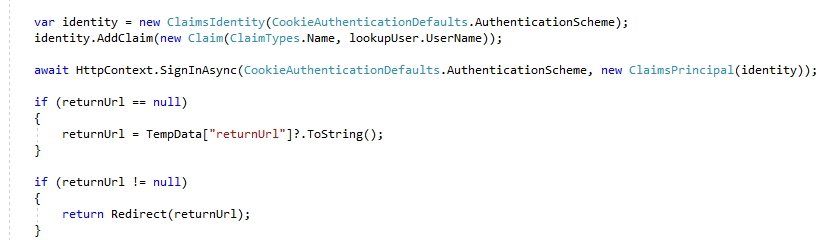 var identity = new ClaimsIdentity(CookieAuthenticationDefaults.AuthenticationScheme);
identity.AddClaim(new Claim(ClaimTypes.Name, lookupUser.UserName));
await HttpContext.SignInAsync(CookieAuthenticationDefaults.AuthenticationScheme, new ClaimsPrincipal(identity));
if (returnUrl == null)
{
returnUrl = TempData["returnUrl"]?.ToString();
}
if (returnUrl != null)
{
return Redirect(returnUrl);
}